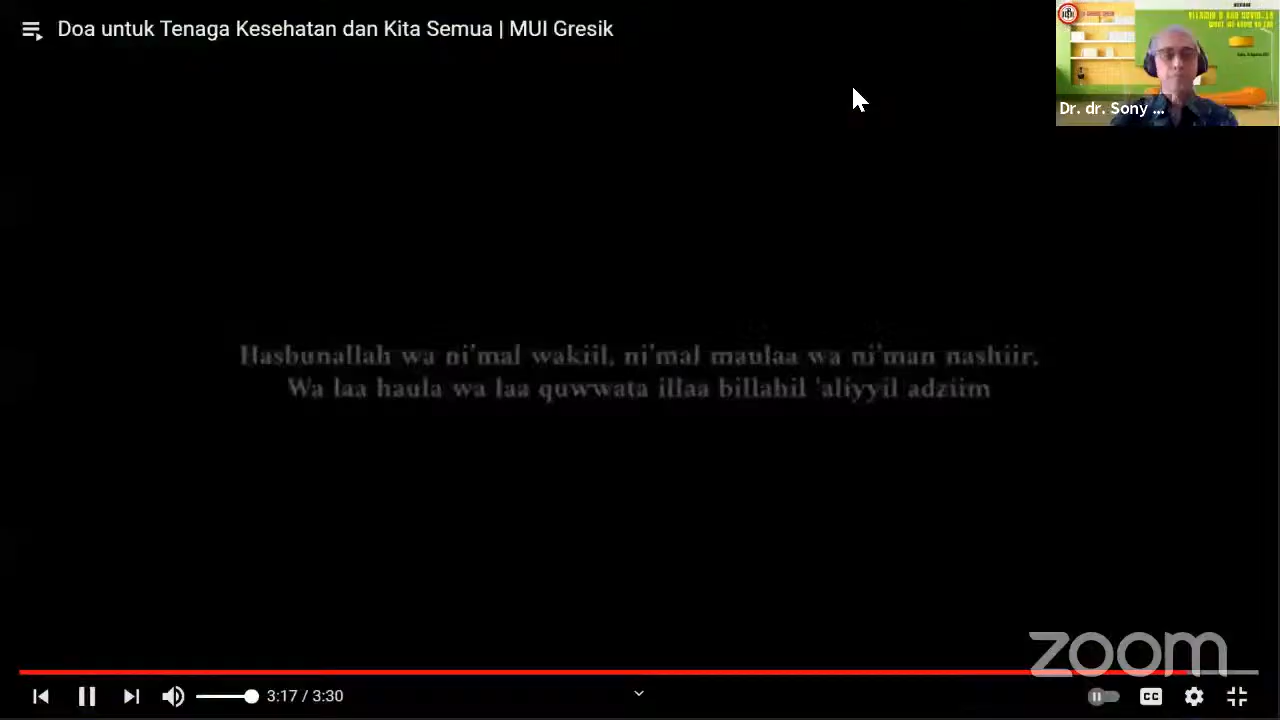 Doa untuk Tenaga Kesehatan dan Kita Semua | MUI Gresik
Dr. dr. Sony ...
Hasbunallah wa ni'mal wakiil, ni'mal maulaa wa ni'man nashiir.
Wa laa haula wa laa quwwata illaa billahil 'aliyyil adziim
zoom
3:17 / 3:30
CC